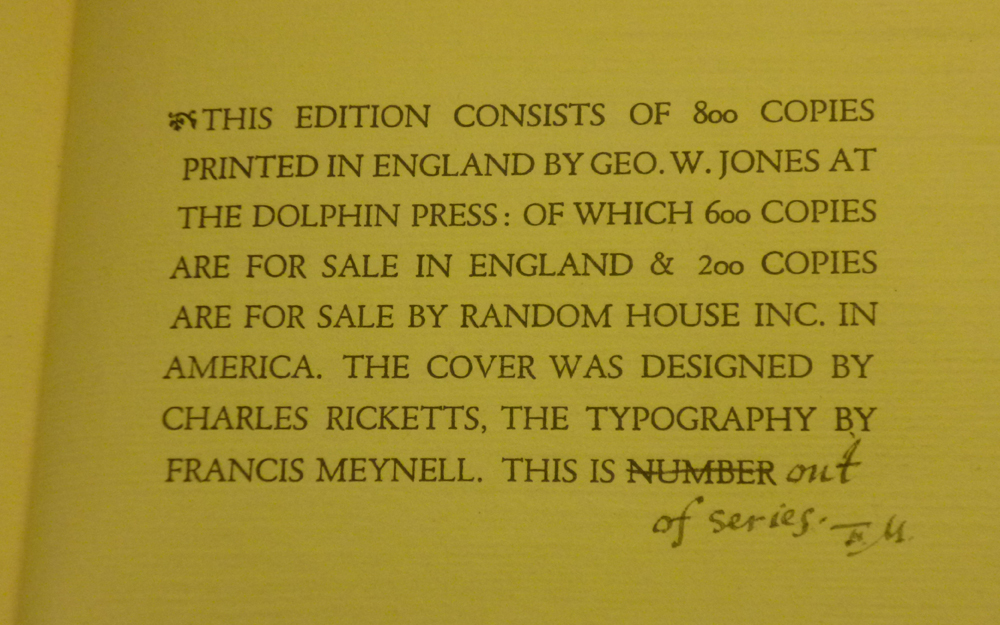 THIS EDITION CONSISTS OF 800 COPIES
PRINTED IN ENGLAND BY GEO. W. JONES AT
THE DOLPHIN PRESS: OF WHICH 600 COPIES
ARE FOR SALE IN ENGLAND & 200 COPIES
ARE FOR SALE BY RANDOM HOUSE INC. IN
AMERICA. THE COVER WAS DESIGNED BY
CHARLES RICKETTS, THE TYPOGRAPHY BY
FRANCIS MEYNELL. THIS IS NUMBER out
of series. F.M.